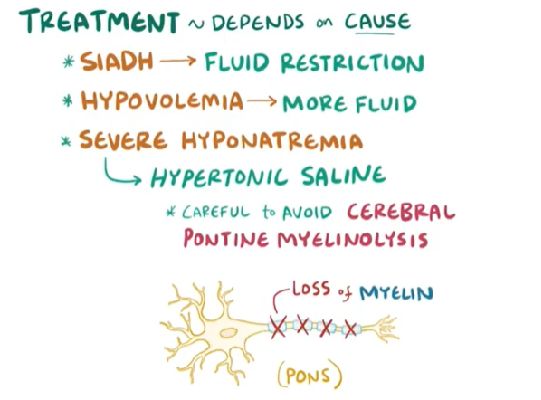 TREATMENT ~ DEPENDS on CAUSE
* SIADH → FLUID RESTRICTION
* HYPOVOLEMIA → MORE FLUID
* SEVERE HYPONATREMIA
↳ HYPERTONIC SALINE
* CAREFUL to AVOID CEREBRAL
PONTINE MYELINOLYSIS
LOSS of MYELIN
(PONS)